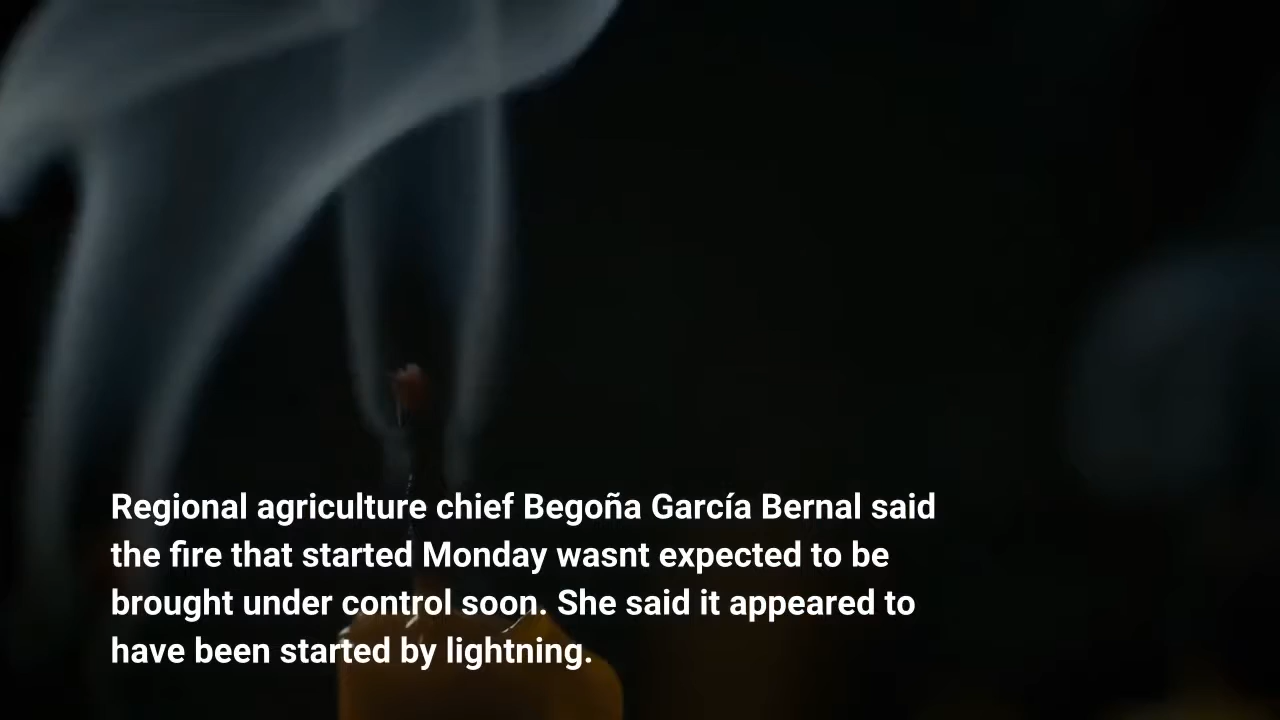 Regional agriculture chief Begoña García Bernal said
the fire that started Monday wasnt expected to be
brought under control soon. She said it appeared to
have been started by lightning.